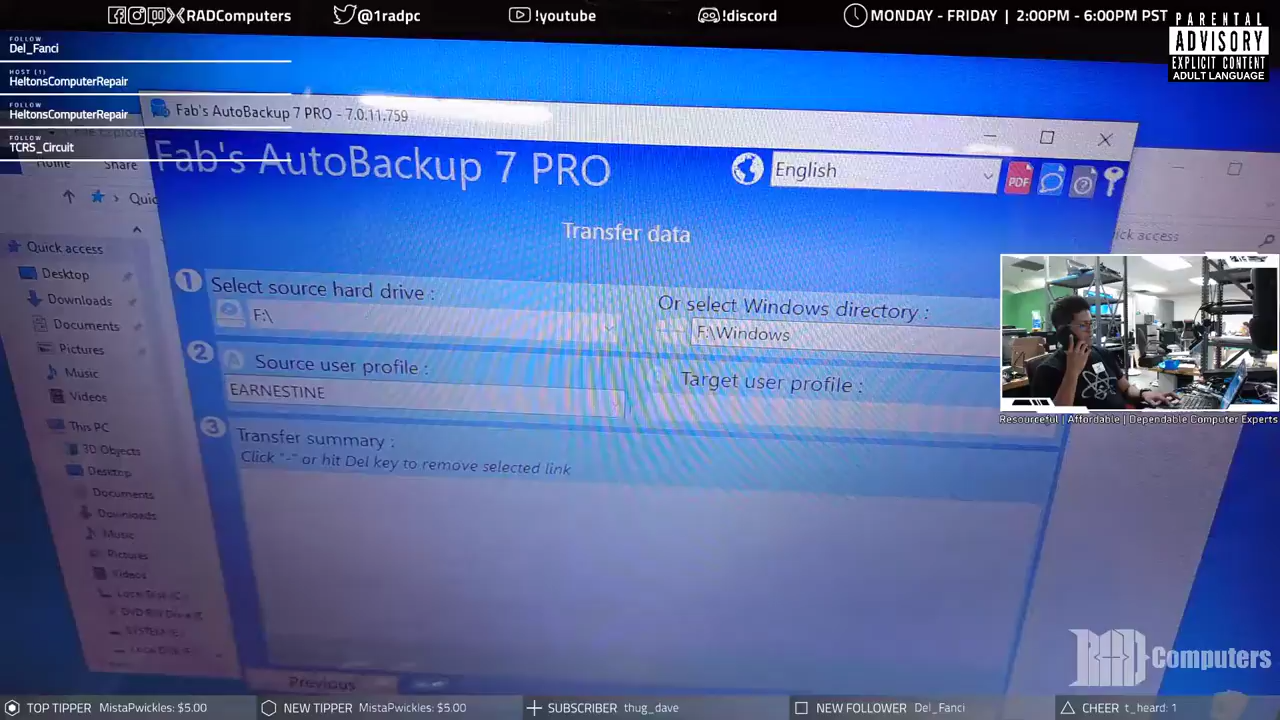 RADComputers
@1radpc
!youtube
!discord
MONDAY - FRIDAY | 2:00PM - 6:00PM PST
PARENTAL
ADVISORY
EXPLICIT CONTENT
ADULT LANGUAGE
FOLLOW
Del_Fanci
HOST (1)
HeltonsComputerRepair
FOLLOW
HeltonsComputerRepair
FOLLOW
TCRS_Circuit
Fab's AutoBackup 7 PRO - 7.0.11.759
Fab's AutoBackup 7 PRO
English
PDF
Home
Share
Transfer data
Quick access
Desktop
Downloads
Documents
Pictures
Music
Videos
This PC
3D Objects
Desktop
Documents
Downloads
Music
Pictures
Videos
1 Select source hard drive :
F:\
Or select Windows directory :
F:\Windows
2 Source user profile :
EARNESTINE
Target user profile :
3 Transfer summary :
Click "-" or hit Del key to remove selected link
Previous
Resourceful | Affordable | Dependable Computer Experts
RAD Computers
TOP TIPPER MistaPwickles: $5.00
NEW TIPPER MistaPwickles: $5.00
SUBSCRIBER thug_dave
NEW FOLLOWER Del_Fanci
CHEER t_heard: 1